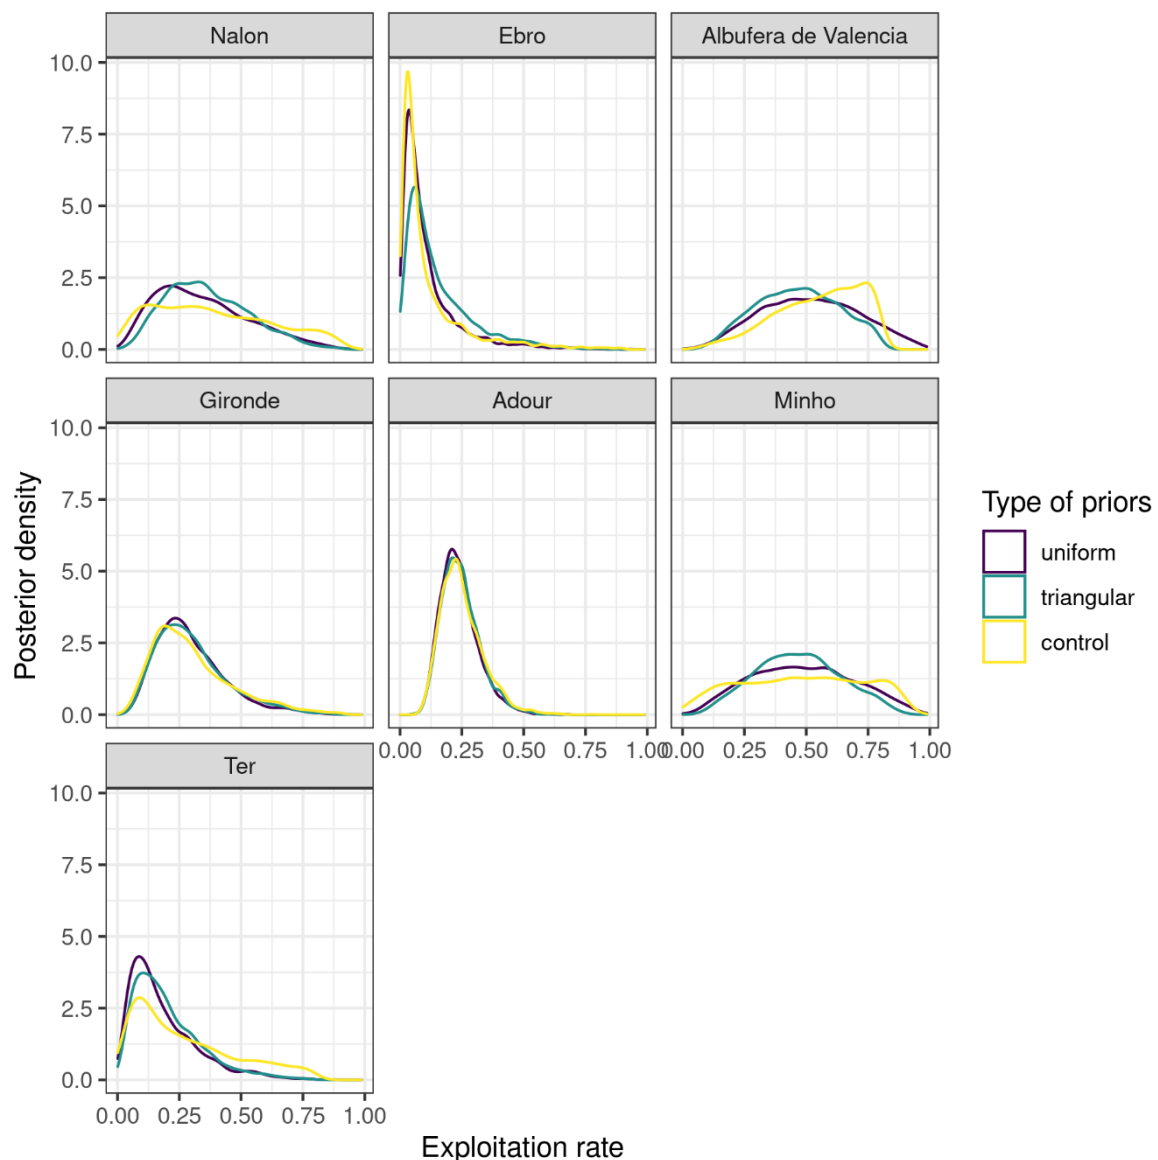 Nalon
Ebro
Albufera de Valencia
10.0
7.5
5.0
2.5
0.0
Gironde
Adour
Minho
10.0
7.5
5.0
2.5
0.0
0.00 0.25 0.50 0.75 1.00
0.00 0.25 0.50 0.75 1.00
Ter
10.0
7.5
5.0
2.5
0.0
0.00 0.25 0.50 0.75 1.00
Posterior density
Exploitation rate
Type of priors
uniform
triangular
control